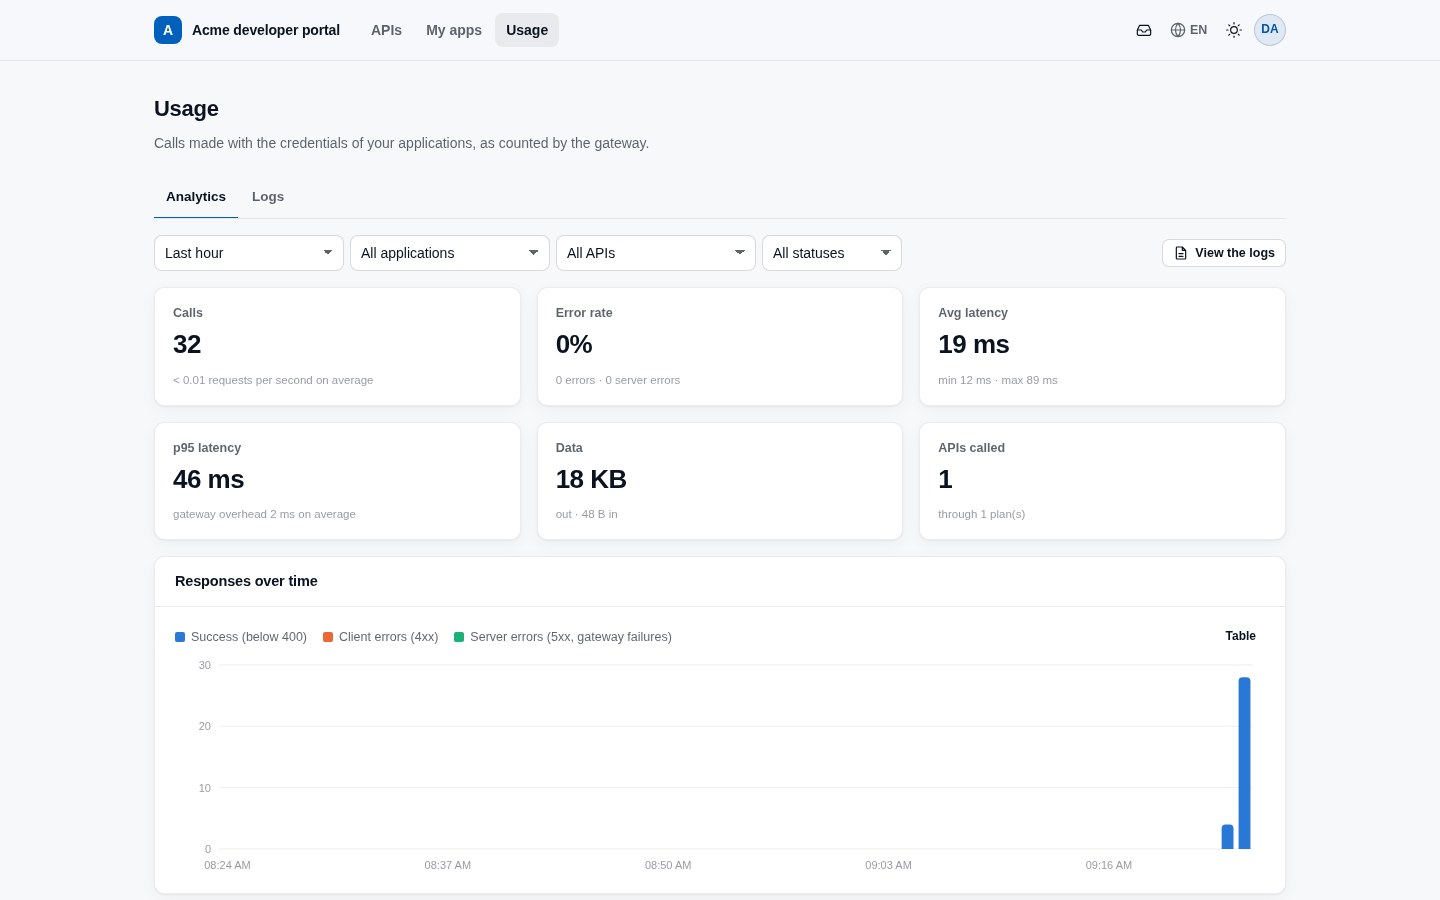 A Acme developer portal APIs My apps Usage EN DA
Usage
Calls made with the credentials of your applications, as counted by the gateway.
Analytics Logs
Last hour All applications All APIs All statuses View the logs
Calls Error rate Avg latency
32 0% 19 ms
< 0.01 requests per second on average 0 errors · 0 server errors min 12 ms · max 89 ms
p95 latency Data APIs called
46 ms 18 KB 1
gateway overhead 2 ms on average out · 48 B in through 1 plan(s)
Responses over time
Success (below 400) Client errors (4xx) Server errors (5xx, gateway failures) Table
30
20
10
0
08:24 AM 08:37 AM 08:50 AM 09:03 AM 09:16 AM